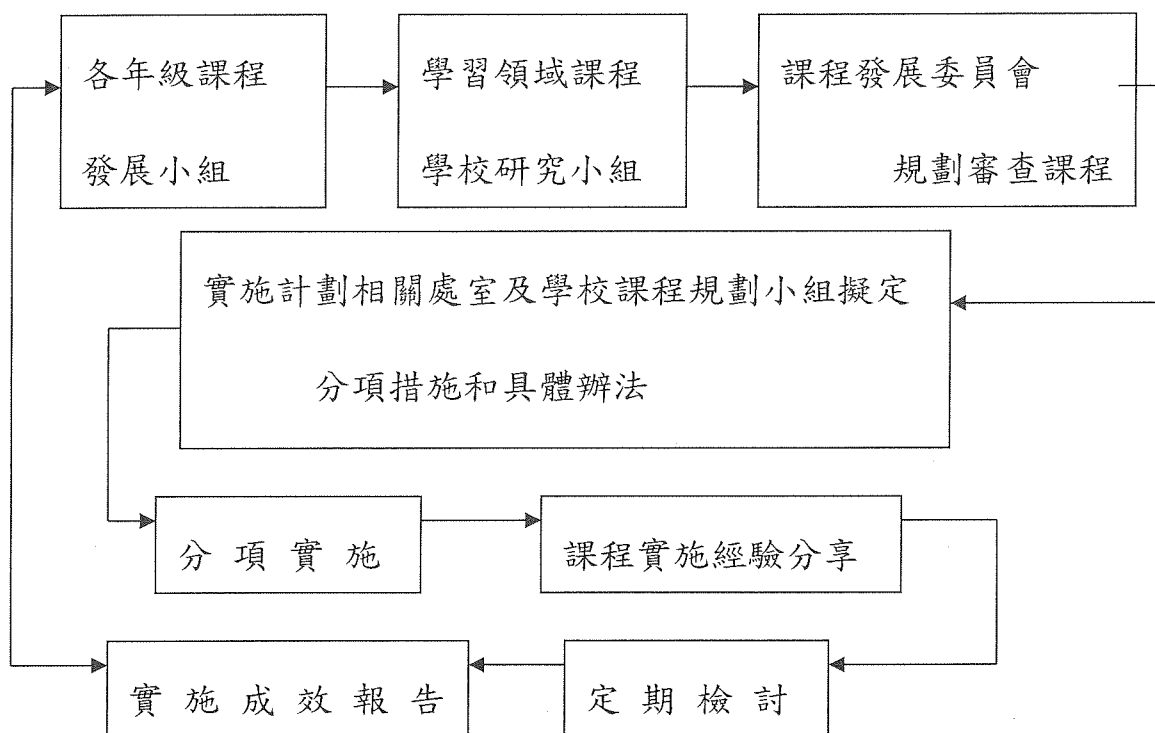 各年級課程
發展小組
學習領域課程
學校研究小組
課程發展委員會
規劃審查課程
實施計劃相關處室及學校課程規劃小組擬定
分項措施和具體辦法
分項實施
課程實施經驗分享
實施成效報告
定期檢討